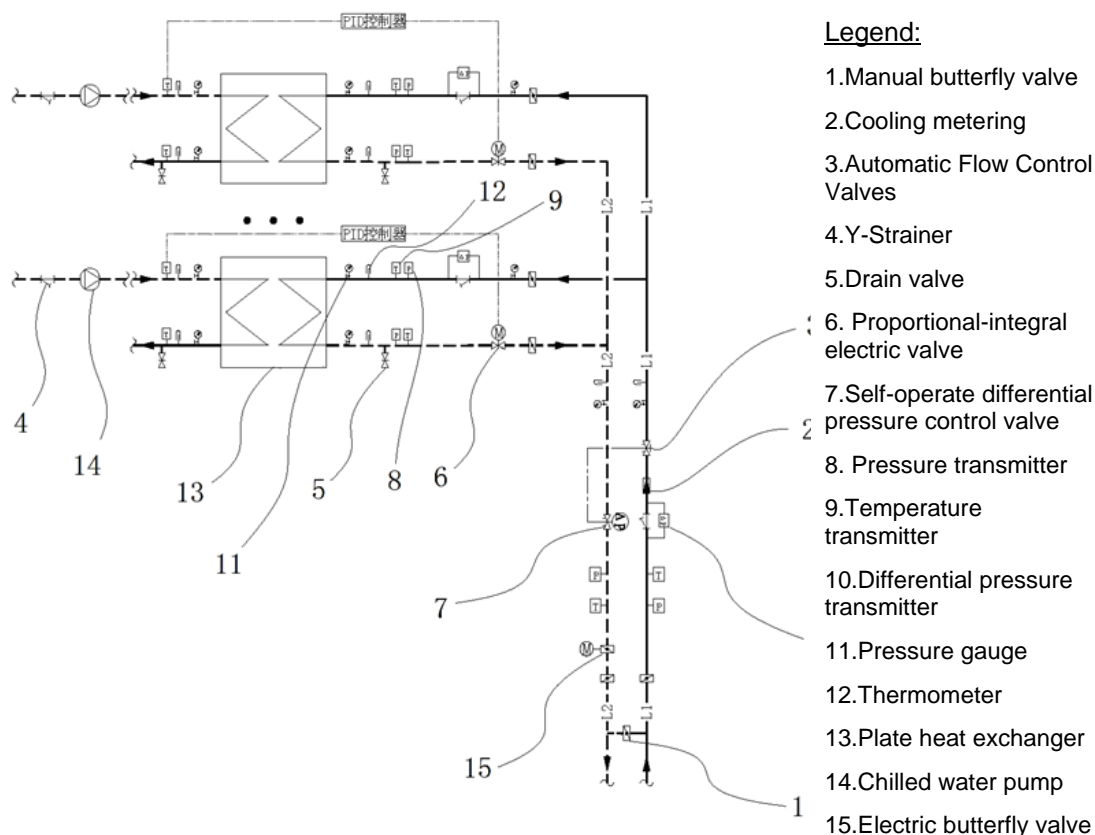 PID控制器
T
T
P
ΔP
T
P
T
M
L2
L1
12
9
PID控制器
T
T
P
ΔP
T
P
T
M
L2
L1
4
14
13
11
5
8
6
2
7
ΔP
P
T
T
P
M
15
L2
L1
1
Legend:
1.Manual butterfly valve
2.Cooling metering
3.Automatic Flow Control
Valves
4.Y-Strainer
5.Drain valve
6. Proportional-integral
electric valve
7.Self-operate differential
pressure control valve
8. Pressure transmitter
9.Temperature
transmitter
10.Differential pressure
transmitter
11.Pressure gauge
12.Thermometer
13.Plate heat exchanger
14.Chilled water pump
15.Electric butterfly valve